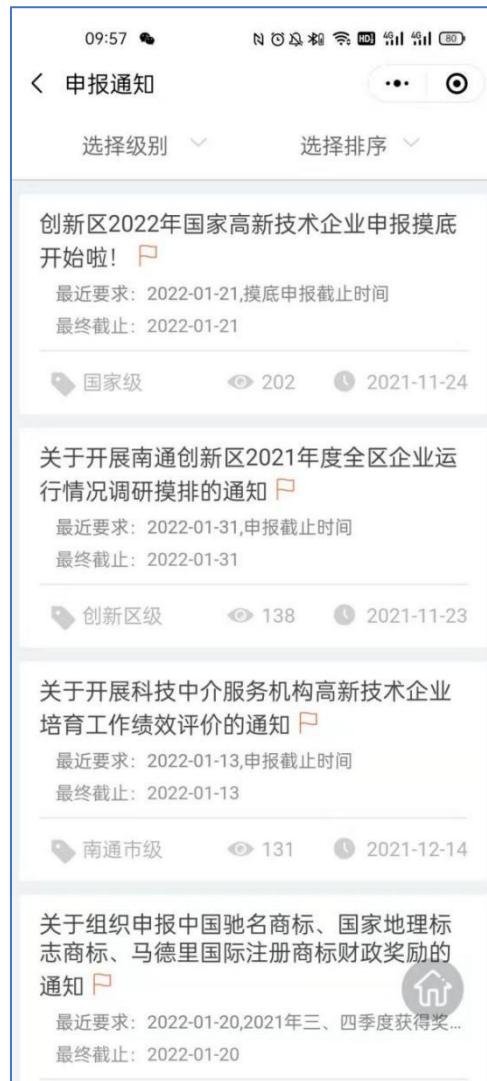 09:57
HD 4G 4G 80
申报通知
选择级别 选择排序
创新区2022年国家高新技术企业申报摸底
开始啦！
最近要求：2022-01-21,摸底申报截止时间
最终截止：2022-01-21
国家级 202 2021-11-24
关于开展南通创新区2021年度全区企业运
行情况调研摸排的通知
最近要求：2022-01-31,申报截止时间
最终截止：2022-01-31
创新区级 138 2021-11-23
关于开展科技中介服务机构高新技术企业
培育工作绩效评价的通知
最近要求：2022-01-13,申报截止时间
最终截止：2022-01-13
南通市级 131 2021-12-14
关于组织申报中国驰名商标、国家地理标
志商标、马德里国际注册商标财政奖励的
通知
最近要求：2022-01-20,2021年三、四季度获得奖...
最终截止：2022-01-20